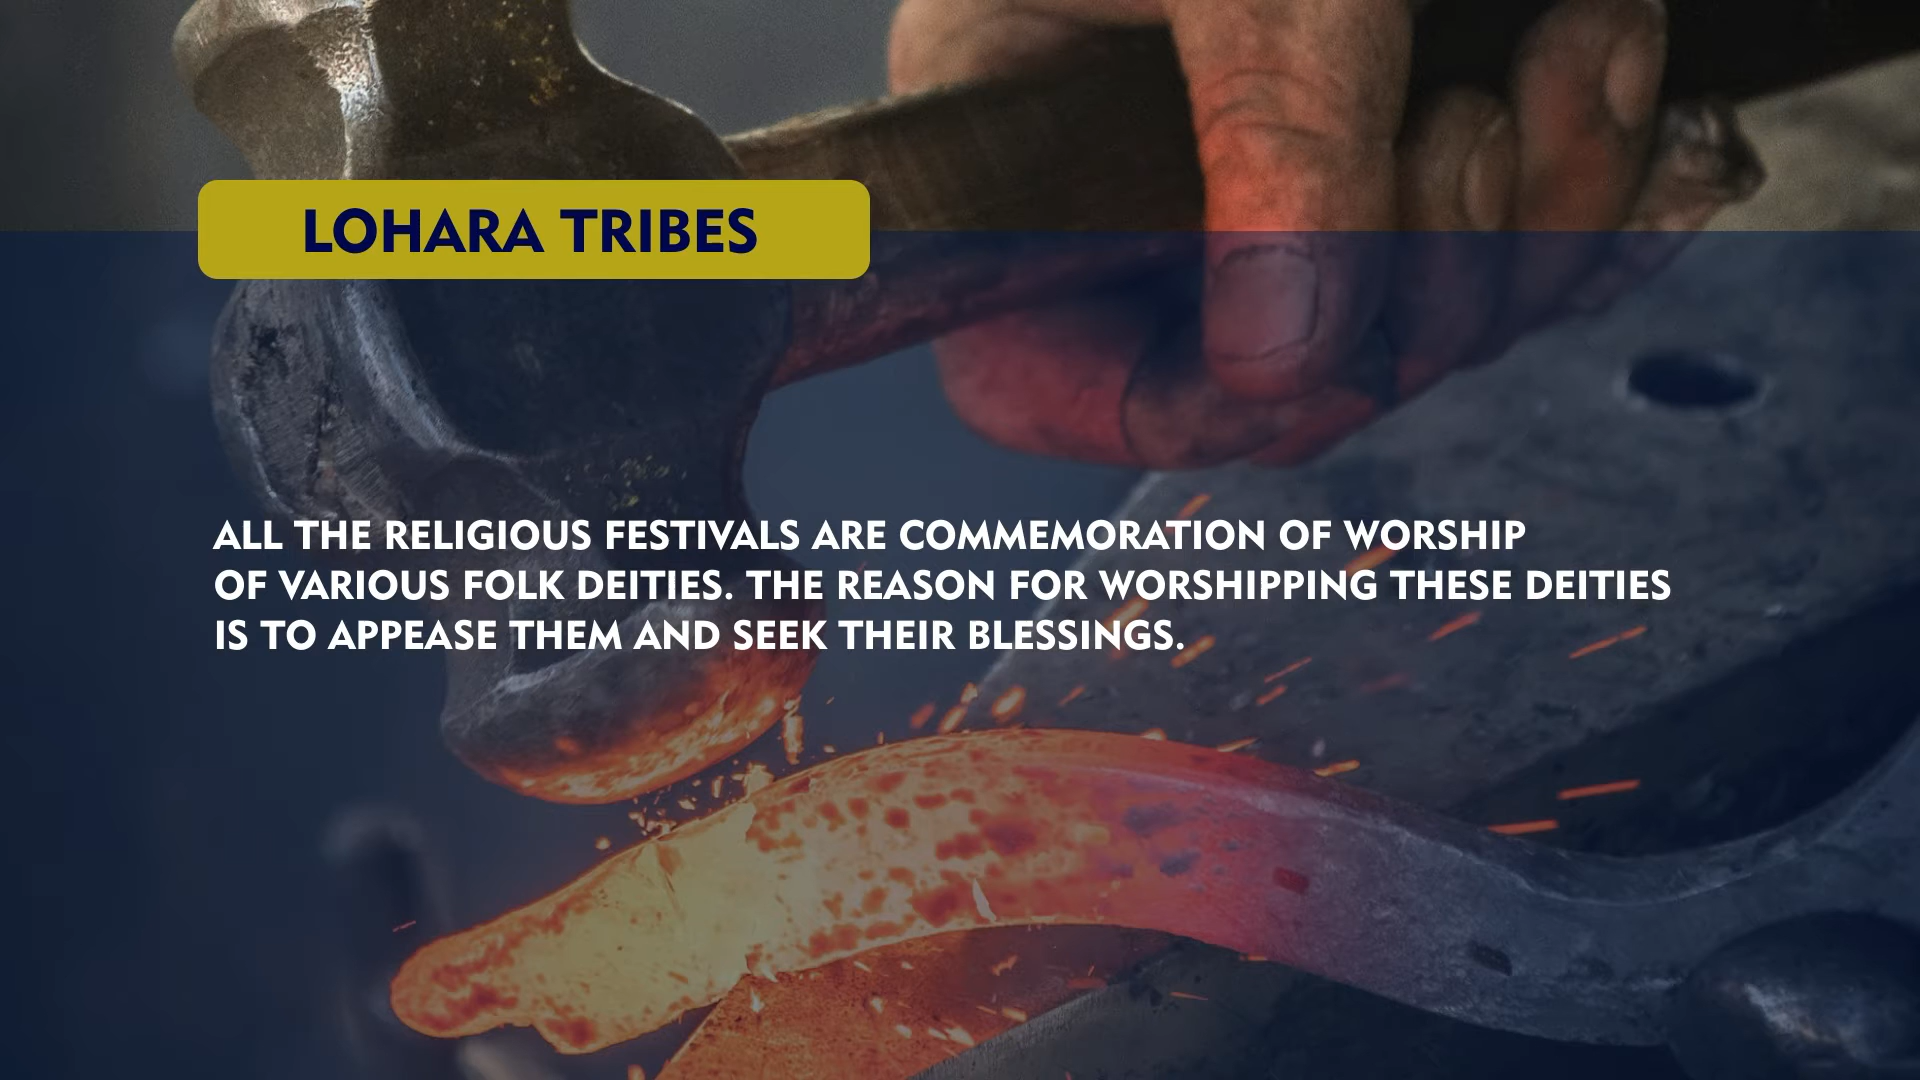 LOHARA TRIBES
ALL THE RELIGIOUS FESTIVALS ARE COMMEMORATION OF WORSHIP
OF VARIOUS FOLK DEITIES. THE REASON FOR WORSHIPPING THESE DEITIES
IS TO APPEASE THEM AND SEEK THEIR BLESSINGS.